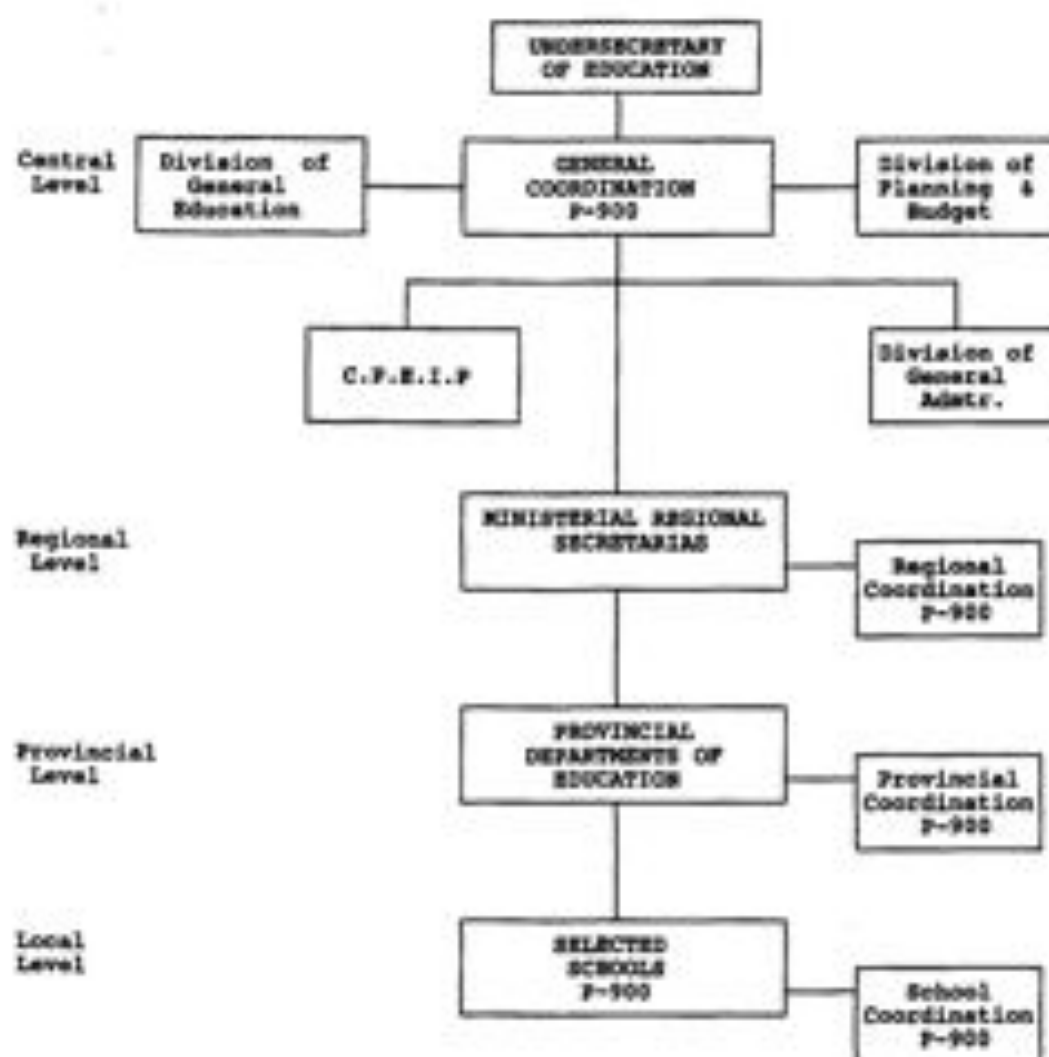 UNDERSECRETARY
OF EDUCATION
Central
Level
Division of
General
Education
GENERAL
COORDINATION
P-900
Division of
Planning &
Budget
C.P.E.I.P
Division of
General
Admtr.
Regional
Level
MINISTERIAL REGIONAL
SECRETARIAS
Regional
Coordination
P-900
Provincial
Level
PROVINCIAL
DEPARTMENTS OF
EDUCATION
Provincial
Coordination
P-900
Local
Level
SELECTED
SCHOOLS
P-900
School
Coordination
P-900